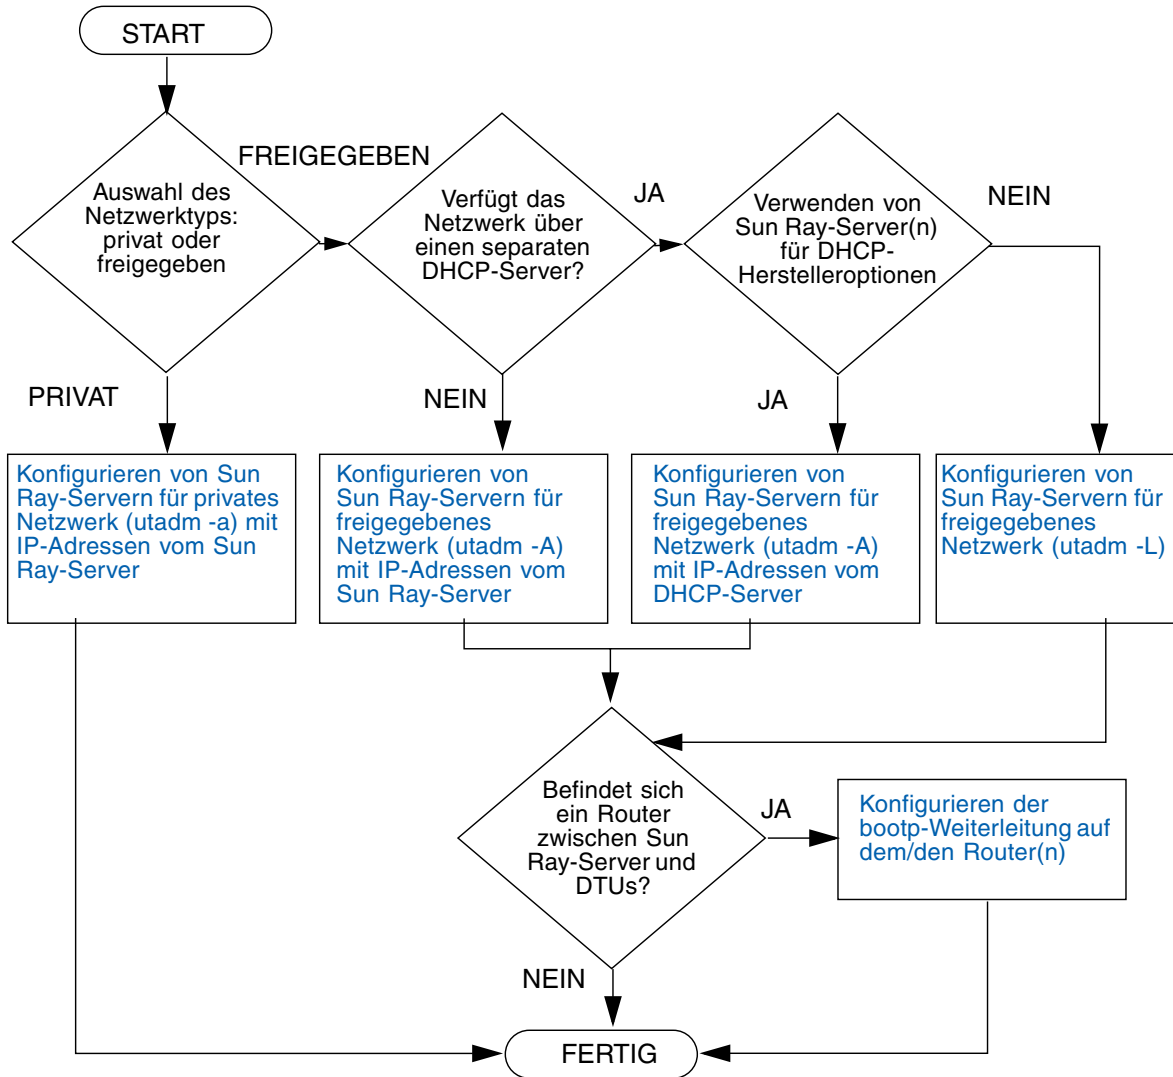 START
FREIGEGEBEN
Auswahl des
Netzwerktyps:
privat oder
freigegeben
Verfügt das
Netzwerk über
einen separaten
DHCP-Server?
JA
Verwenden von
Sun Ray-Server(n)
für DHCP-
Herstelleroptionen
NEIN
PRIVAT
NEIN
JA
Konfigurieren von Sun
Ray-Servern für privates
Netzwerk (utadm -a) mit
IP-Adressen vom Sun
Ray-Server
Konfigurieren von
Sun Ray-Servern für
freigegebenes
Netzwerk (utadm -A)
mit IP-Adressen vom
Sun Ray-Server
Konfigurieren von
Sun Ray-Servern für
freigegebenes
Netzwerk (utadm -A)
mit IP-Adressen vom
DHCP-Server
Konfigurieren von
Sun Ray-Servern für
freigegebenes
Netzwerk (utadm -L)
Befindet sich
ein Router
zwischen Sun
Ray-Server und
DTUs?
JA
Konfigurieren der
bootp-Weiterleitung auf
dem/den Router(n)
NEIN
FERTIG